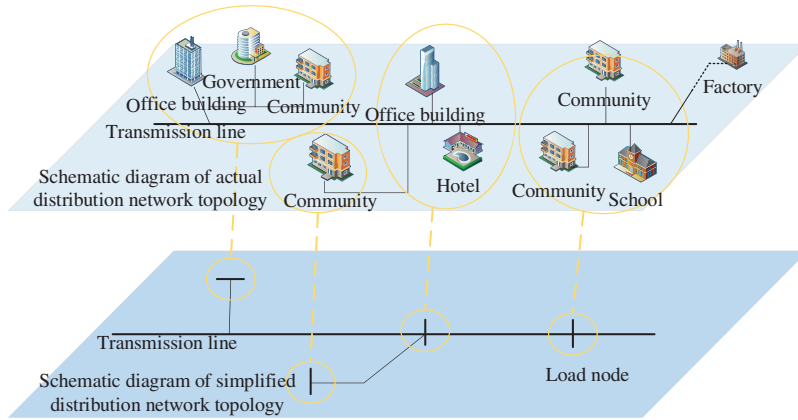 Government
Office building
Community
Office building
Community
Factory
Transmission line
Schematic diagram of actual
distribution network topology
Community
Hotel
Community
School
Transmission line
Load node
Schematic diagram of simplified
distribution network topology